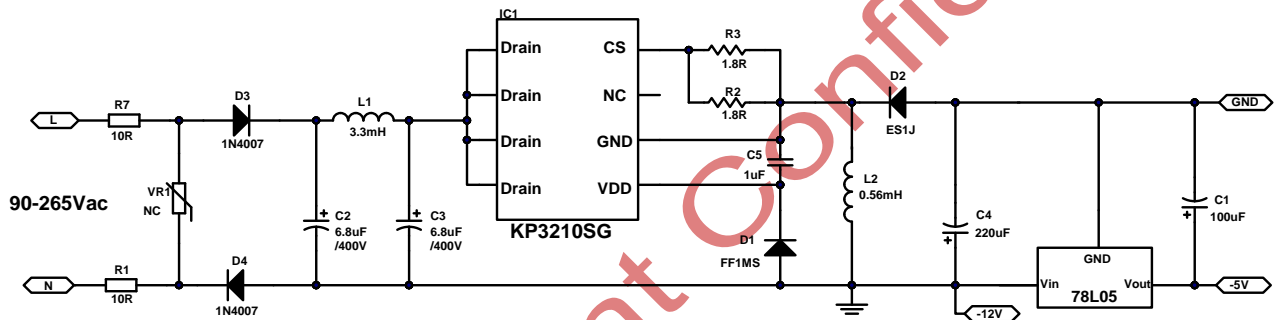 IC1
Drain
Drain
Drain
Drain
CS
NC
GND
VDD
KP3210SG
R3
1.8R
R2
1.8R
D2
ES1J
GND
L
R7
10R
D3
1N4007
L1
3.3mH
VR1
NC
90-265Vac
C2
6.8uF
/400V
C3
6.8uF
/400V
C5
1uF
L2
0.56mH
C4
220uF
C1
100uF
D1
FF1MS
N
R1
10R
D4
1N4007
GND
Vin
Vout
78L05
-5V
-12V